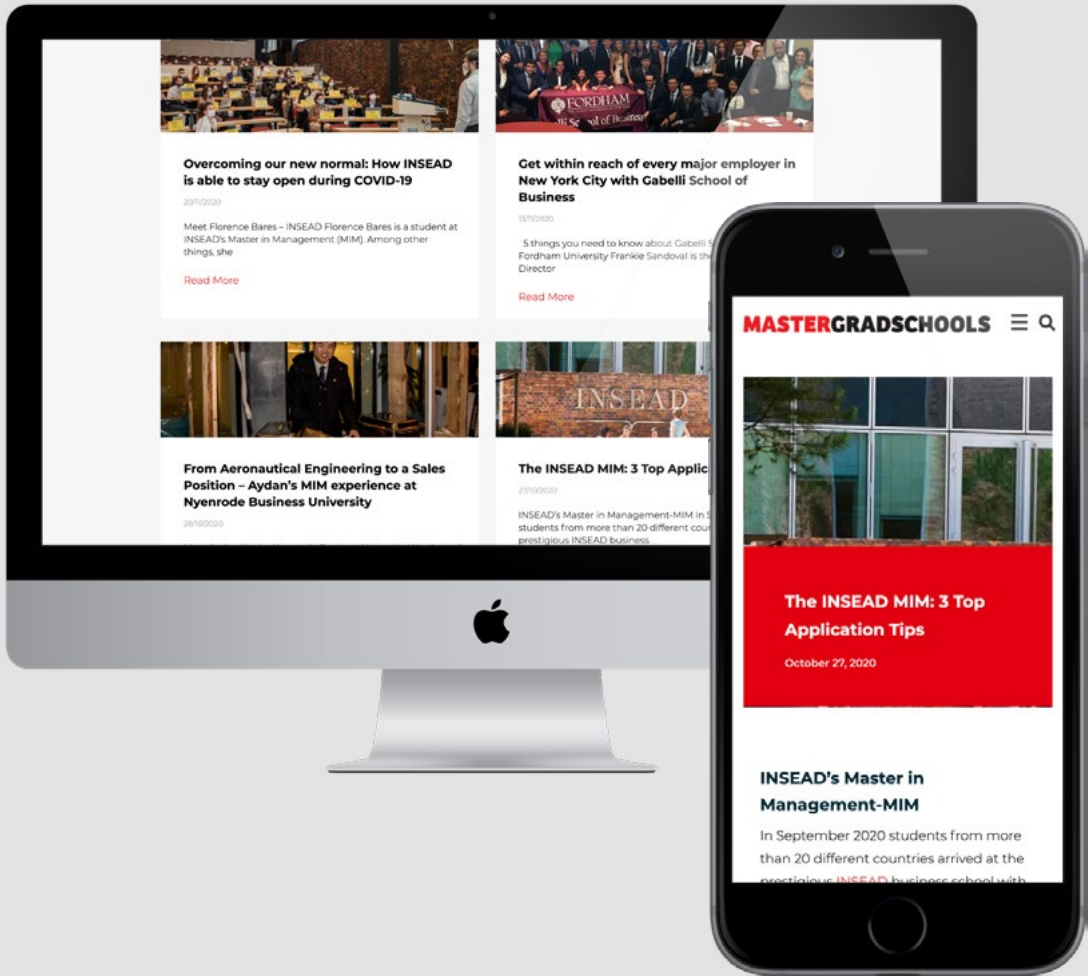 FORDHAM
School of Business
Overcoming our new normal: How INSEAD
is able to stay open during COVID-19
20/11/2020
Meet Florence Bares – INSEAD Florence Bares is a student at
INSEAD's Master in Management (MIM). Among other
things, she
Read More
Get within reach of every major employer in
New York City with Gabelli School of
Business
13/11/2020
5 things you need to know about Gabelli S
Fordham University Frankie Sandoval is the
Director
Read More
INSEAD
From Aeronautical Engineering to a Sales
Position – Aydan's MIM experience at
Nyenrode Business University
28/10/2020
The INSEAD MIM: 3 Top Applic
27/10/2020
INSEAD's Master in Management-MIM In S
students from more than 20 different cour
prestigious INSEAD business
MASTERGRADSCHOOLS
The INSEAD MIM: 3 Top
Application Tips
October 27, 2020
INSEAD's Master in
Management-MIM
In September 2020 students from more
than 20 different countries arrived at the
prestigious INSEAD business school with